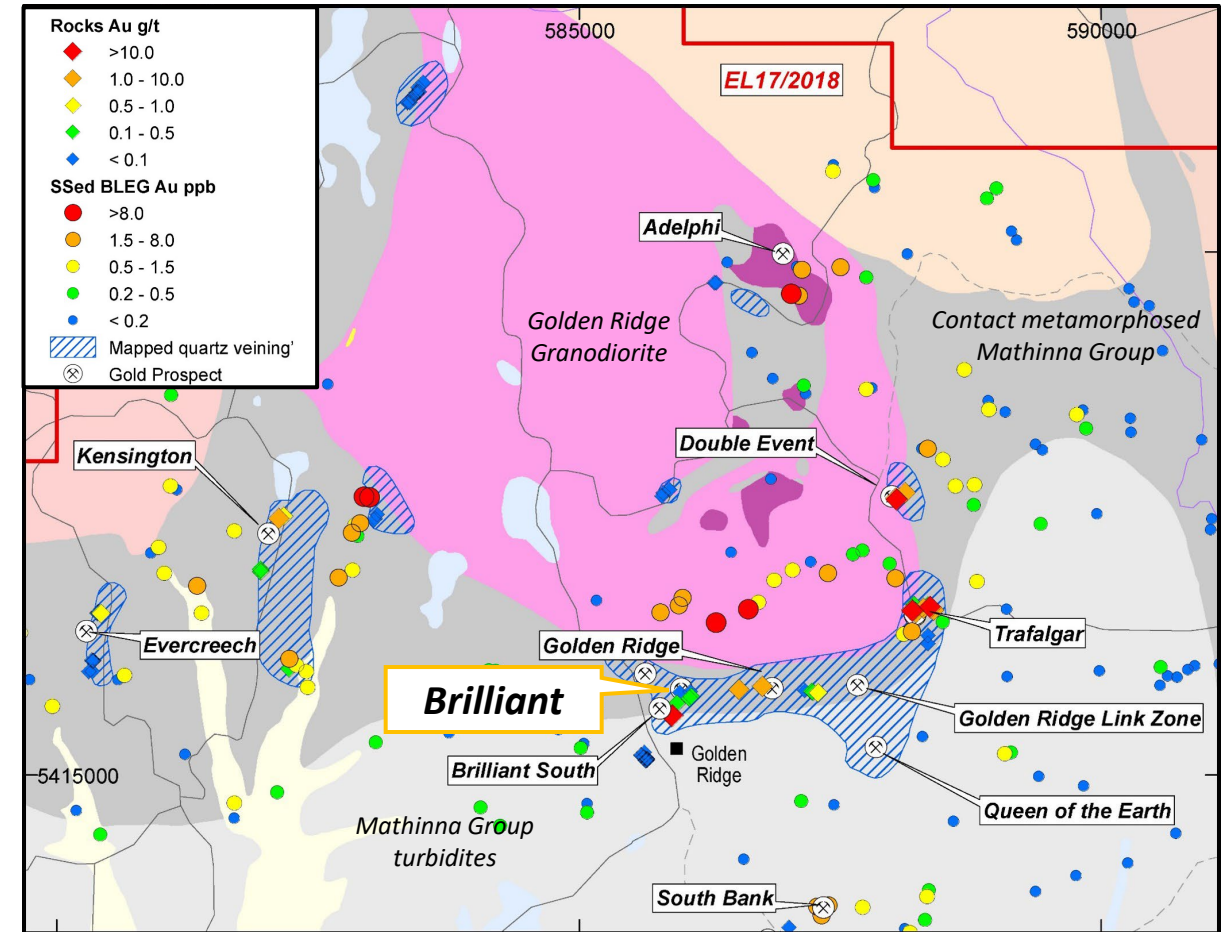 Rocks Au g/t
>10.0
1.0 - 10.0
0.5 - 1.0
0.1 - 0.5
< 0.1
SSed BLEG Au ppb
>8.0
1.5 - 8.0
0.5 - 1.5
0.2 - 0.5
< 0.2
Mapped quartz veining'
Gold Prospect
585000
590000
EL17/2018
Adelphi
Golden Ridge
Granodiorite
Contact metamorphosed
Mathinna Group
Kensington
Double Event
Evercreech
Trafalgar
Golden Ridge
Brilliant
Golden Ridge Link Zone
Brilliant South
Golden
Ridge
5415000
Queen of the Earth
Mathinna Group
turbidites
South Bank